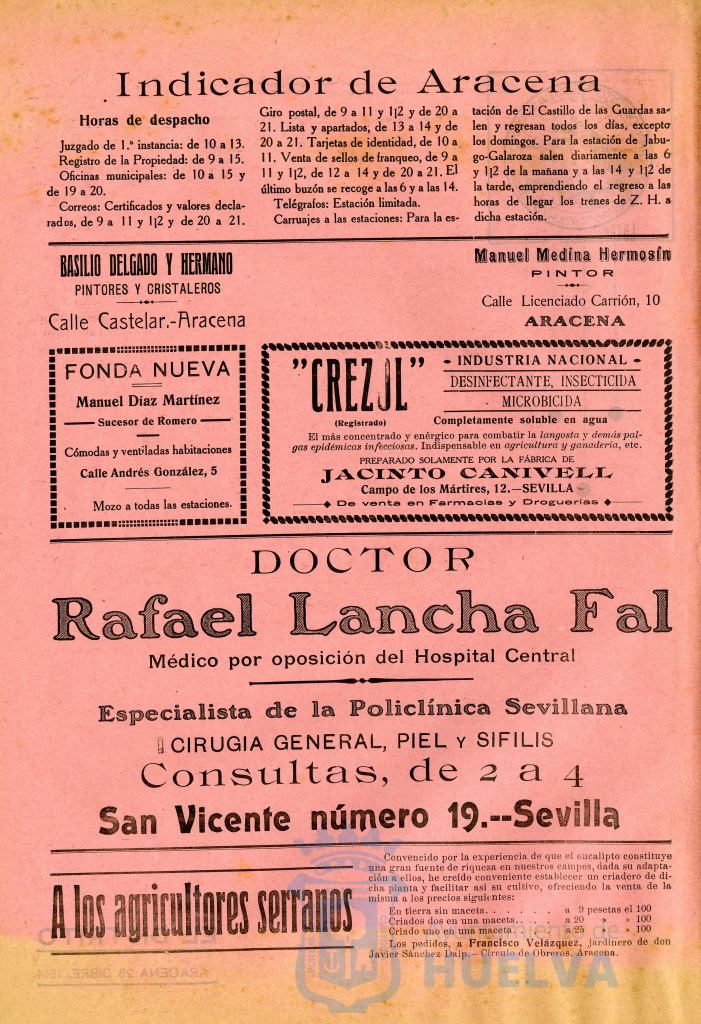 Indicador de Aracena
Horas de despacho
Juzgado de 1.ª instancia: de 10 a 13.
Registro de la Propiedad: de 9 a 15.
Oficinas municipales: de 10 a 15 y
de 19 a 20.
Correos: Certificados y valores decla-
rados, de 9 a 11 y 1|2 y de 20 a 21.
Giro postal, de 9 a 11 y 1|2 y de 20 a
21. Lista y apartados, de 13 a 14 y de
20 a 21. Tarjetas de identidad, de 10 a
11. Venta de sellos de franqueo, de 9 a
11 y 1|2, de 12 a 14 y de 20 a 21. El
último buzón se recoge a las 6 y a las 14.
Telégrafos: Estación limitada.
Carruajes a las estaciones: Para la es-
tación de El Castillo de las Guardas sa-
len y regresan todos los días, excepto
los domingos. Para la estación de Jabu-
go-Galaroza salen diariamente a las 6
y 1|2 de la mañana y a las 14 y 1|2 de
la tarde, emprendiendo el regreso a las
horas de llegar los trenes de Z. H. a
dicha estación.
BASILIO DELGADO Y HERMANO
PINTORES Y CRISTALEROS
Calle Castelar.-Aracena
Manuel Medina Hermosín
PINTOR
Calle Licenciado Carrión, 10
ARACENA
FONDA NUEVA
Manuel Díaz Martínez
Sucesor de Romero
Cómodas y ventiladas habitaciones
Calle Andrés González, 5
Mozo a todas las estaciones.
"CREZOL"
(Registrado)
INDUSTRIA NACIONAL
DESINFECTANTE, INSECTICIDA
MICROBICIDA
Completamente soluble en agua
El más concentrado y enérgico para combatir la langosta y demás pla-
gas epidémicas infecciosas. Indispensable en agricultura y ganadería, etc.
PREPARADO SOLAMENTE POR LA FÁBRICA DE
JACINTO CANIVELL
Campo de los Mártires, 12.—SEVILLA
De venta en Farmacias y Droguerías
DOCTOR
Rafael Lancha Fal
Médico por oposición del Hospital Central
Especialista de la Policlínica Sevillana
CIRUGIA GENERAL, PIEL Y SIFILIS
Consultas, de 2 a 4
San Vicente número 19.--Sevilla
A los agricultores serranos
Convencido por la experiencia de que el eucalipto constituye
una gran fuente de riqueza en nuestros campos, dada su adapta-
ción a ellos, he creído conveniente establecer un criadero de di-
cha planta y facilitar así su cultivo, ofreciendo la venta de la
misma a precios siguientes:
En tierra sin maceta. . . . . . a 9 pesetas el 100
Criados dos en una maceta. . . . . a 20 » » 100
Criado uno en una maceta. . . . . a 25 » » 100
Los pedidos, a Francisco Velázquez, jardinero de don
Javier Sánchez Dalp.—Círculo de Obreros. Aracena.
HUELVA